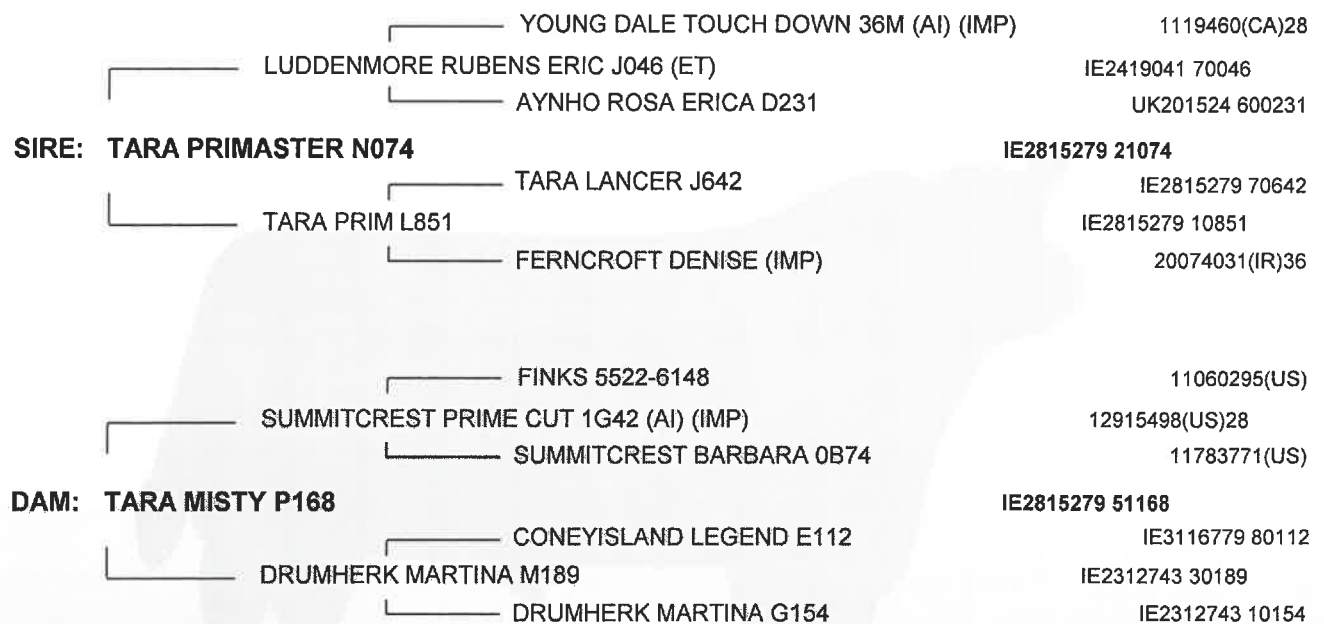 YOUNG DALE TOUCH DOWN 36M (AI) (IMP) 1119460(CA)28
LUDDENMORE RUBENS ERIC J046 (ET) IE2419041 70046
AYNHO ROSA ERICA D231 UK201524 600231
SIRE: TARA PRIMASTER N074 IE2815279 21074
TARA LANCER J642 IE2815279 70642
TARA PRIM L851 IE2815279 10851
FERNCROFT DENISE (IMP) 20074031(IR)36
FINKS 5522-6148 11060295(US)
SUMMITCREST PRIME CUT 1G42 (AI) (IMP) 12915498(US)28
SUMMITCREST BARBARA 0B74 11783771(US)
DAM: TARA MISTY P168 IE2815279 51168
CONEYISLAND LEGEND E112 IE3116779 80112
DRUMHERK MARTINA M189 IE2312743 30189
DRUMHERK MARTINA G154 IE2312743 10154